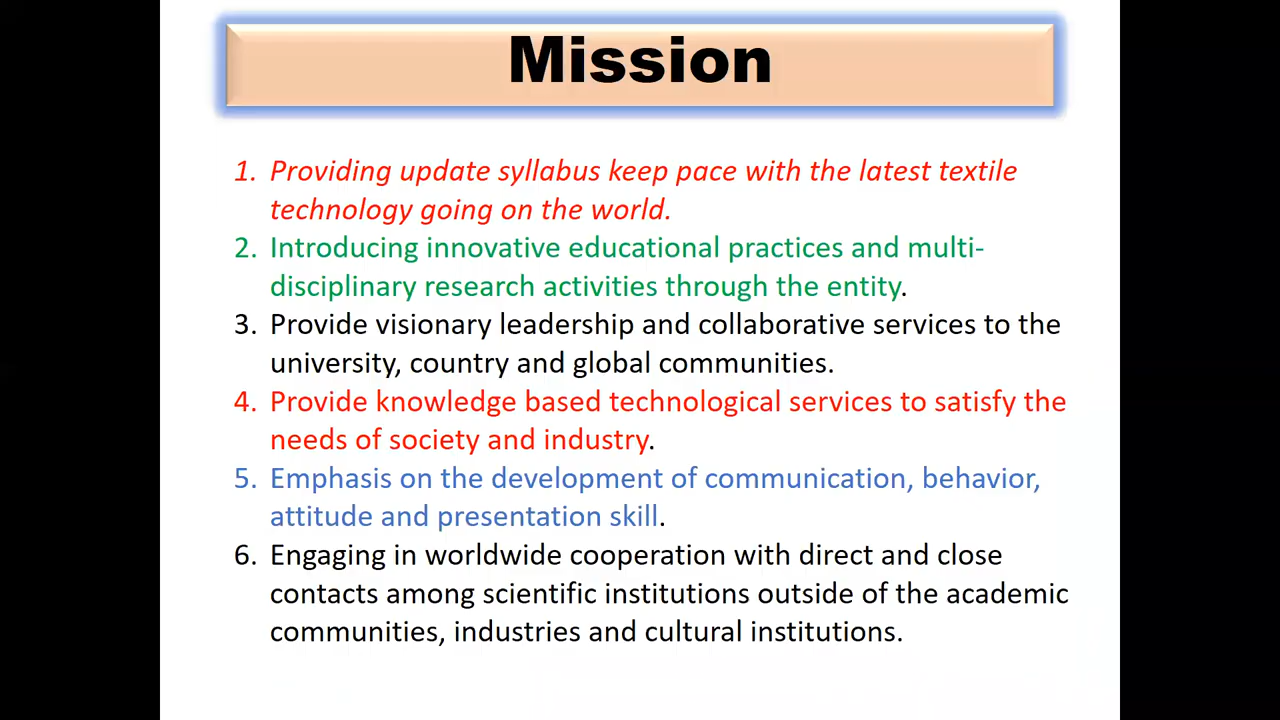 Mission
1. Providing update syllabus keep pace with the latest textile
technology going on the world.
2. Introducing innovative educational practices and multi-
disciplinary research activities through the entity.
3. Provide visionary leadership and collaborative services to the
university, country and global communities.
4. Provide knowledge based technological services to satisfy the
needs of society and industry.
5. Emphasis on the development of communication, behavior,
attitude and presentation skill.
6. Engaging in worldwide cooperation with direct and close
contacts among scientific institutions outside of the academic
communities, industries and cultural institutions.